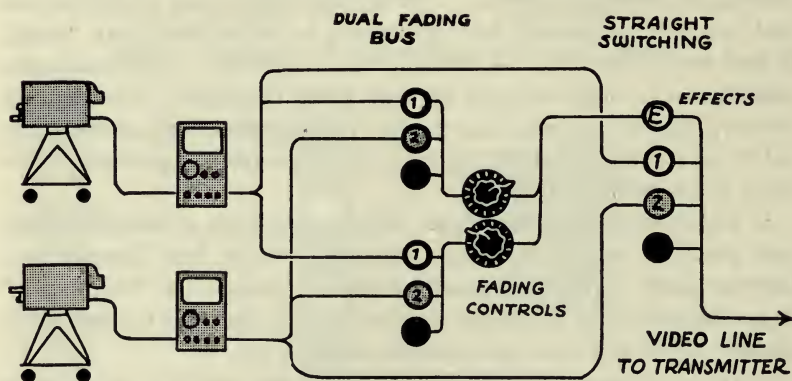 DUAL FADING
BUS
STRAIGHT
SWITCHING
EFFECTS
E
1
2
1
2
1
2
FADING
CONTROLS
VIDEO LINE
TO TRANSMITTER